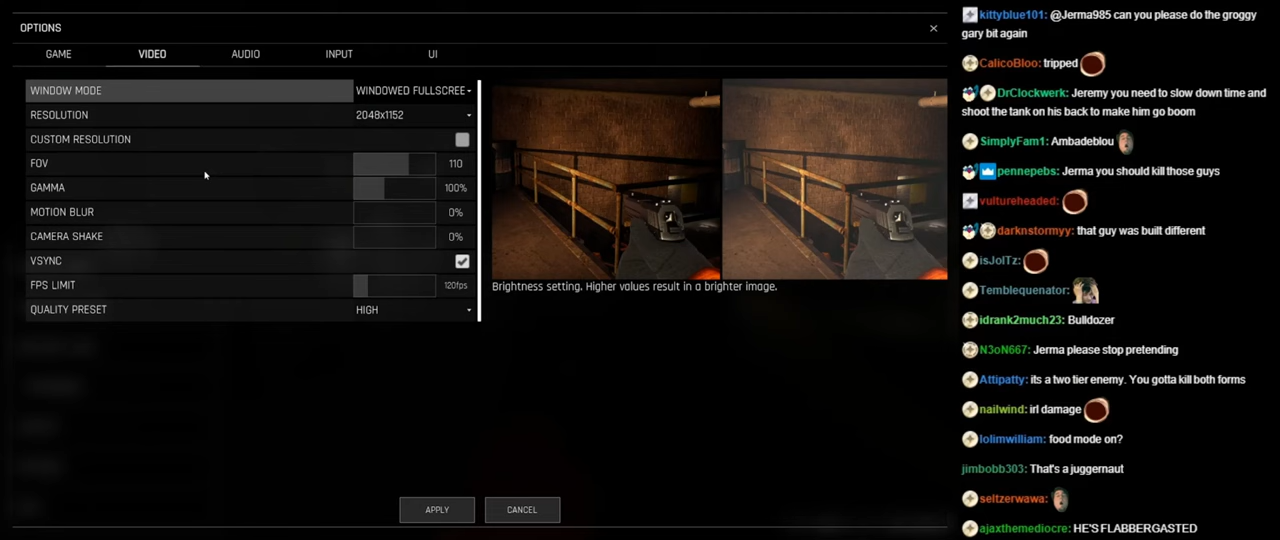 OPTIONS
GAME VIDEO AUDIO INPUT UI
WINDOW MODE WINDOWED FULLSCREE
RESOLUTION 2048x1152
CUSTOM RESOLUTION
FOV 110
GAMMA 100%
MOTION BLUR 0%
CAMERA SHAKE 0%
VSYNC
FPS LIMIT 120fps
QUALITY PRESET HIGH
Brightness setting. Higher values result in a brighter image.
APPLY CANCEL
kittyblue101: @Jerma985 can you please do the groggy
gary bit again
CalicoBloo: tripped
DrClockwerk: Jeremy you need to slow down time and
shoot the tank on his back to make him go boom
SimplyFam1: Ambadeblou
pennepebs: Jerma you should kill those guys
vultureheaded:
darknstormyy: that guy was built different
isJolTz:
Temblequenator:
idrank2much23: Bulldozer
N3oN667: Jerma please stop pretending
Attipatty: its a two tier enemy. You gotta kill both forms
nailwind: irl damage
lolimwilliam: food mode on?
jimbobb303: That's a juggernaut
seltzerwawa:
ajaxthemediocre: HE'S FLABBERGASTED